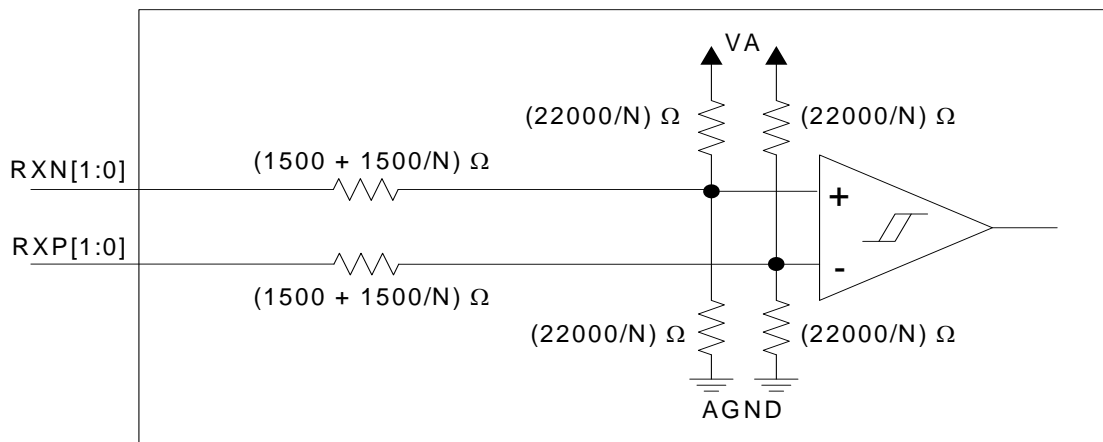 VA
(22000/N) Ω (22000/N) Ω
RXN[1:0] (1500 + 1500/N) Ω
+
RXP[1:0]
-
(1500 + 1500/N) Ω
(22000/N) Ω (22000/N) Ω
AGND